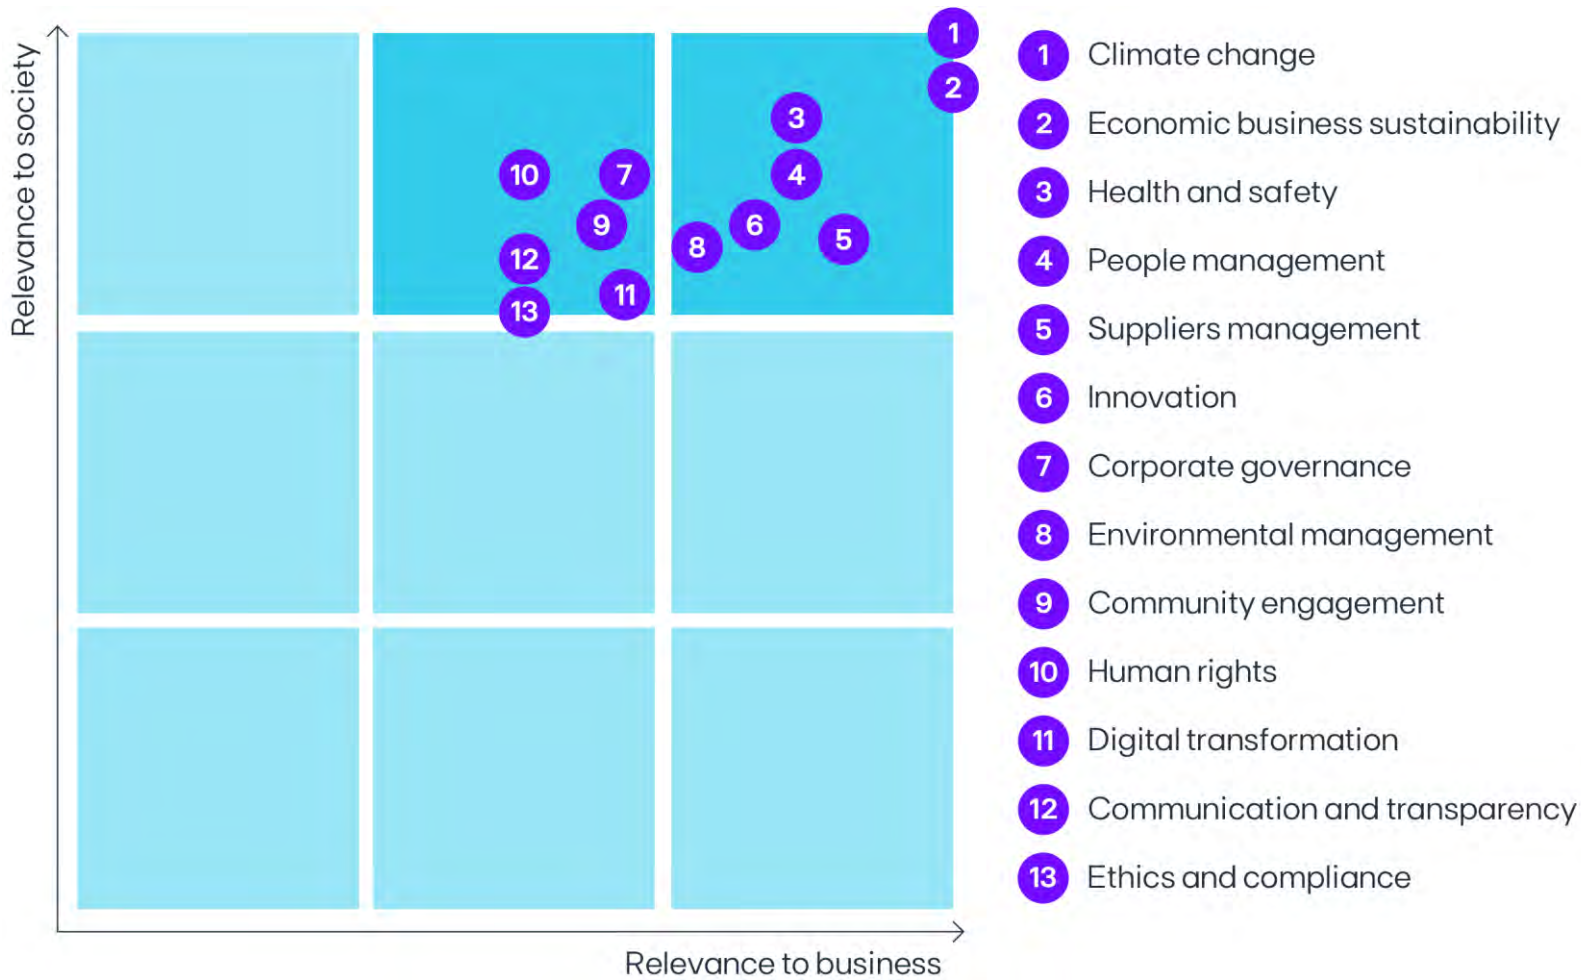 Relevance to society
1
2
3
4
10
7
9
6
5
8
12
11
13
Relevance to business
1 Climate change
2 Economic business sustainability
3 Health and safety
4 People management
5 Suppliers management
6 Innovation
7 Corporate governance
8 Environmental management
9 Community engagement
10 Human rights
11 Digital transformation
12 Communication and transparency
13 Ethics and compliance